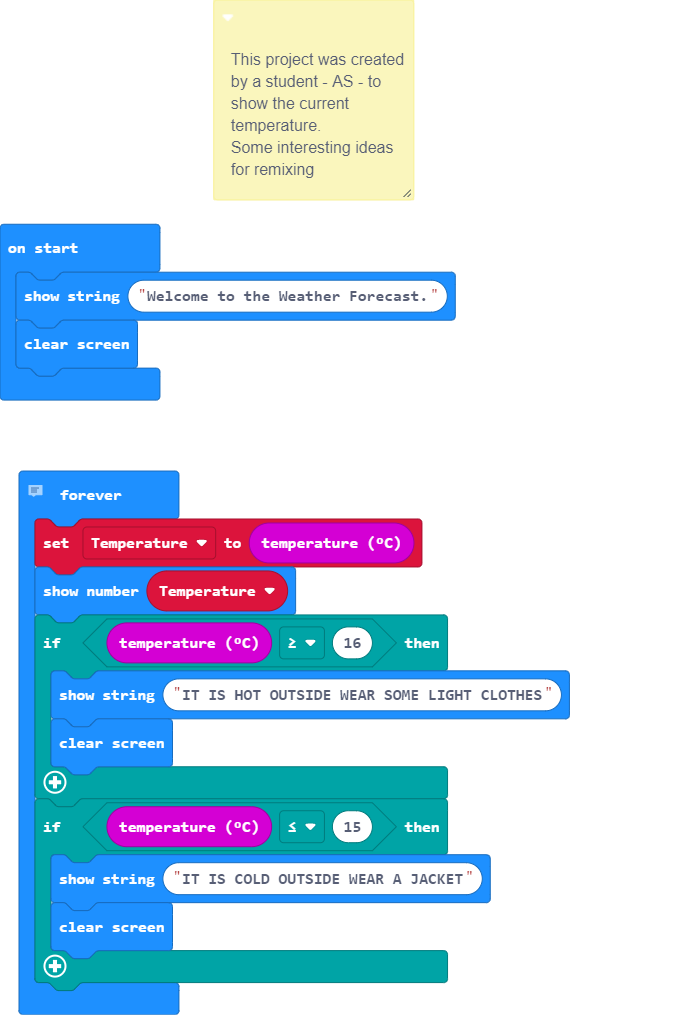 This project was created
by a student - AS - to
show the current
temperature.
Some interesting ideas
for remixing
on start
show string "Welcome to the Weather Forecast."
clear screen
forever
set Temperature to temperature (ºC)
show number Temperature
if temperature (ºC) ≥ 16 then
show string "IT IS HOT OUTSIDE WEAR SOME LIGHT CLOTHES"
clear screen
if temperature (ºC) ≤ 15 then
show string "IT IS COLD OUTSIDE WEAR A JACKET"
clear screen